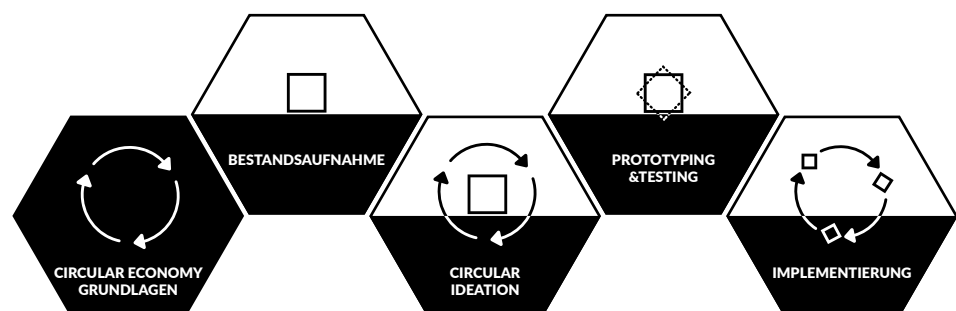 CIRCULAR ECONOMY
GRUNDLAGEN
BESTANDSAUFNAHME
CIRCULAR
IDEATION
PROTOTYPING
&TESTING
IMPLEMENTIERUNG